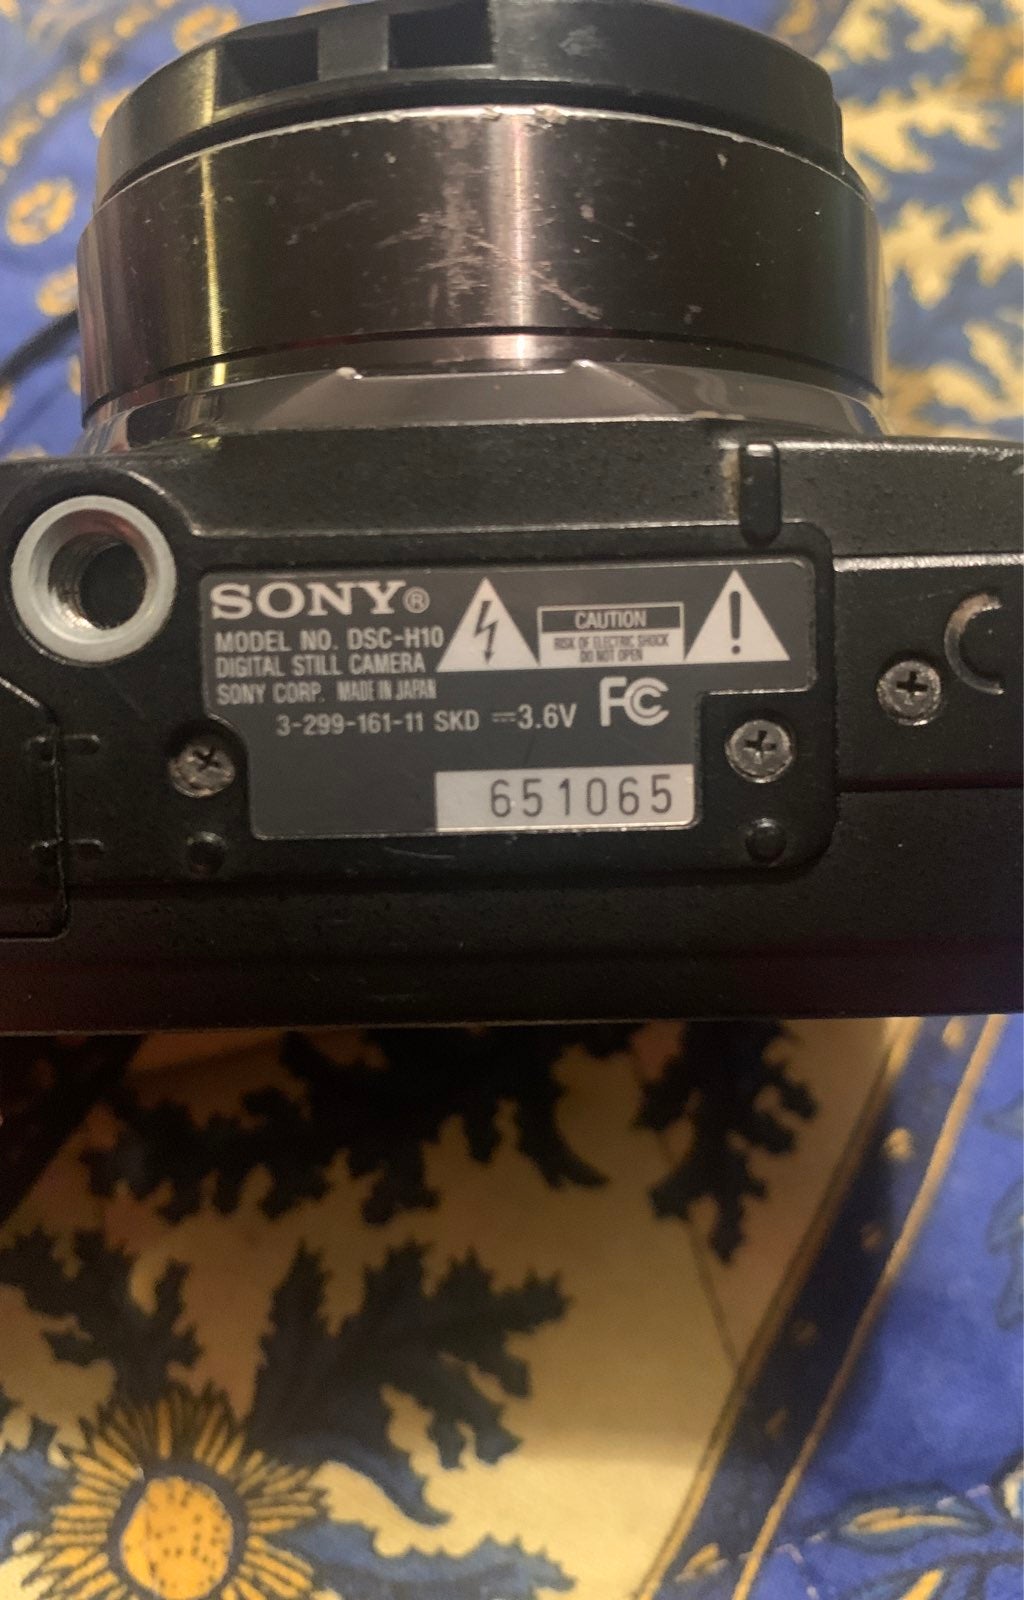 SONY®
MODEL NO. DSC-H10
DIGITAL STILL CAMERA
SONY CORP. MADE IN JAPAN
3-299-161-11 SKD ⎓3.6V FC
CAUTION
RISK OF ELECTRIC SHOCK
DO NOT OPEN
651065